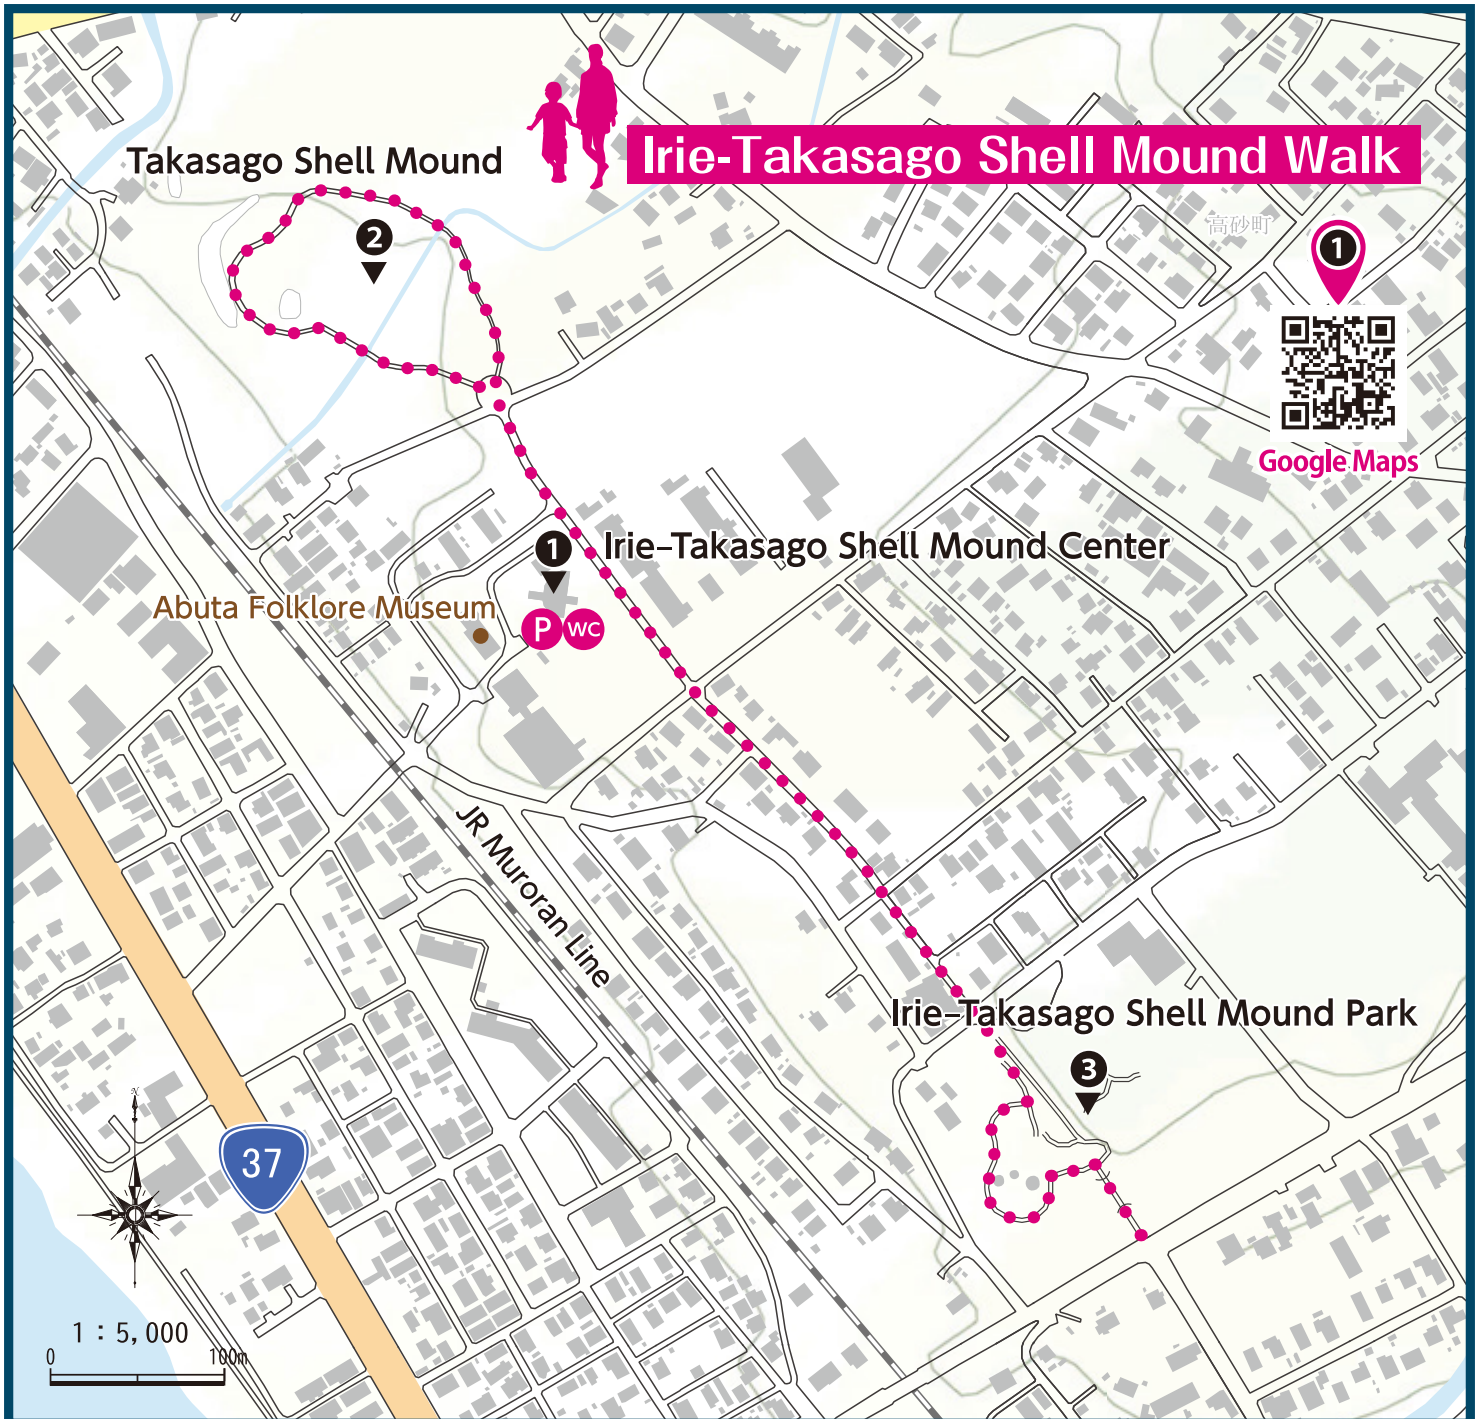 Irie-Takasago Shell Mound Walk
Takasago Shell Mound
2
高砂町
1
Google Maps
1
Irie–Takasago Shell Mound Center
Abuta Folklore Museum
P
WC
JR Muroran Line
Irie–Takasago Shell Mound Park
3
37
N
1：5,000
0
100m